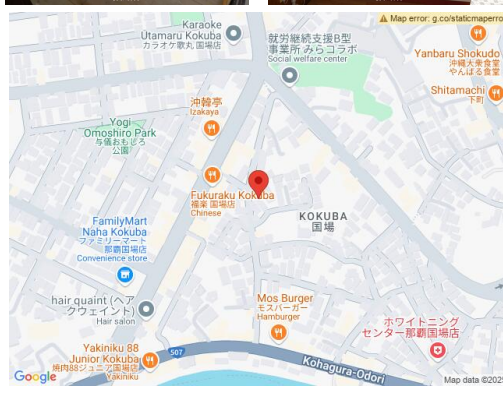 Map error: g.co/staticmaperro
Karaoke
Utamaru Kokuba
カラオケ歌丸 国場店
就労継続支援B型
事業所 みらコラボ
Social welfare center
Yanbaru Shokudo
沖縄大衆食堂
やんばる食堂
Shitamachi
下町
沖韓亭
Izakaya
Yogi
Omoshiro Park
与儀おもしろ
公園
Fukuraku Kokuba
福楽 国場店
Chinese
KOKUBA
国場
FamilyMart
Naha Kokuba
ファミリーマート
那覇国場店
Convenience store
hair quaint (ヘア
クウェイント)
Hair salon
Mos Burger
モスバーガー
Hamburger
ホワイトニング
センター那覇国場店
Yakiniku 88
Junior Kokuba
焼肉88ジュニア国場店
Yakiniku
507
Kohagura-Odori
Google
Map data ©2025